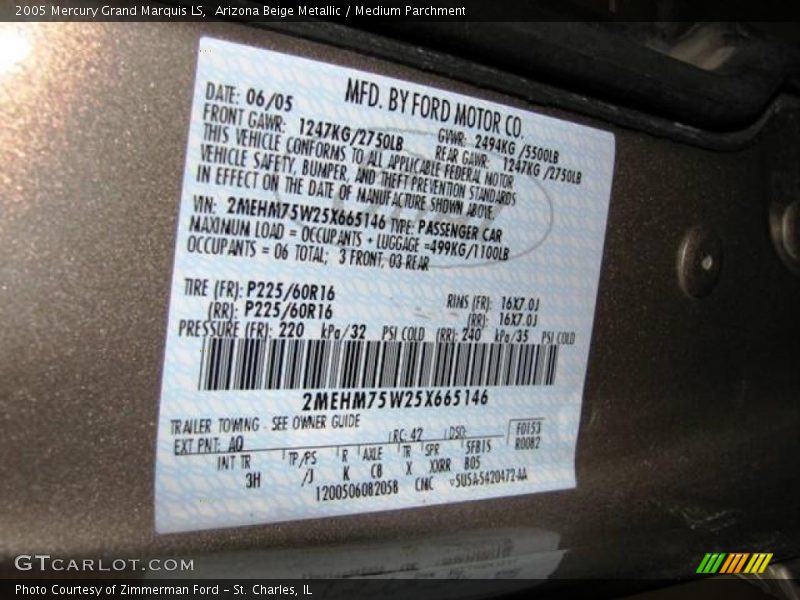 2005 Mercury Grand Marquis LS,  Arizona Beige Metallic / Medium Parchment
MFD. BY FORD MOTOR CO.
DATE: 06/05
GVWR: 2494KG /5500LB
FRONT GAWR: 1247KG/2750LB
REAR GAWR: 1247KG /2750LB
THIS VEHICLE CONFORMS TO ALL APPLICABLE FEDERAL MOTOR
VEHICLE SAFETY, BUMPER, AND THEFT PREVENTION STANDARDS
IN EFFECT ON THE DATE OF MANUFACTURE SHOWN ABOVE.
VIN: 2MEHM75W25X665146 TYPE: PASSENGER CAR
MAXIMUM LOAD = OCCUPANTS + LUGGAGE =499KG/1100LB
OCCUPANTS = 06 TOTAL; 3 FRONT, 03 REAR
TIRE (FR): P225/60R16 RIMS (FR): 16X7.0J
(RR): P225/60R16 (RR): 16X7.0J
PRESSURE (FR): 220 kPa/32 PSI COLD (RR): 240 kPa/35 PSI COLD
2MEHM75W25X665146
TRAILER TOWING - SEE OWNER GUIDE
EXT PNT: AQ RC: 42 DSO: F0153
R0082
INT TR TP/PS R AXLE TR SPR 5FB15
3H /J K C8 X XXRR B05
1200506082058 CNC 5USA-5420472-AA
GTCARLOT.COM
Photo Courtesy of Zimmerman Ford – St. Charles, IL